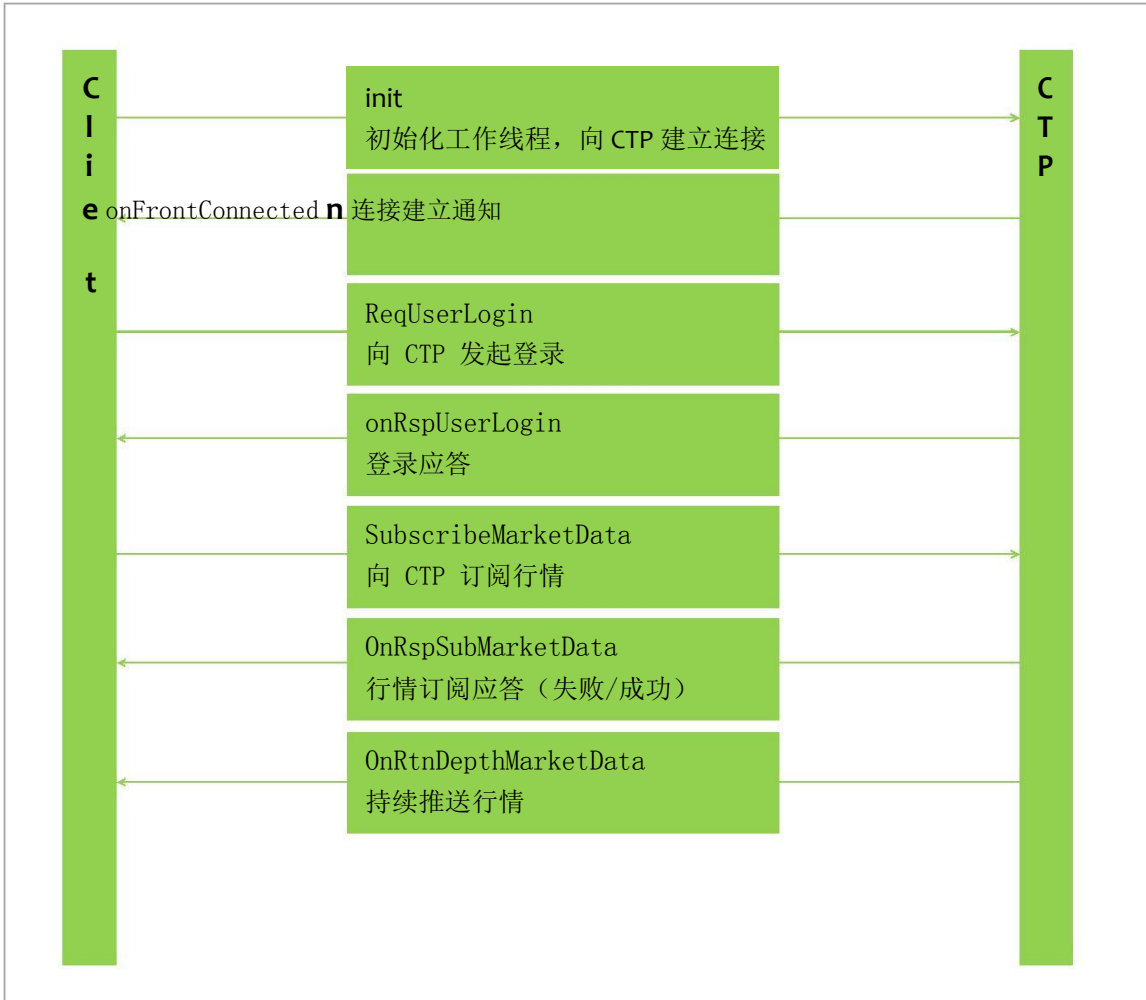 Client
CTP
init
初始化工作线程，向 CTP 建立连接
onFrontConnected
连接建立通知
ReqUserLogin
向 CTP 发起登录
onRspUserLogin
登录应答
SubscribeMarketData
向 CTP 订阅行情
OnRspSubMarketData
行情订阅应答（失败/成功）
OnRtnDepthMarketData
持续推送行情